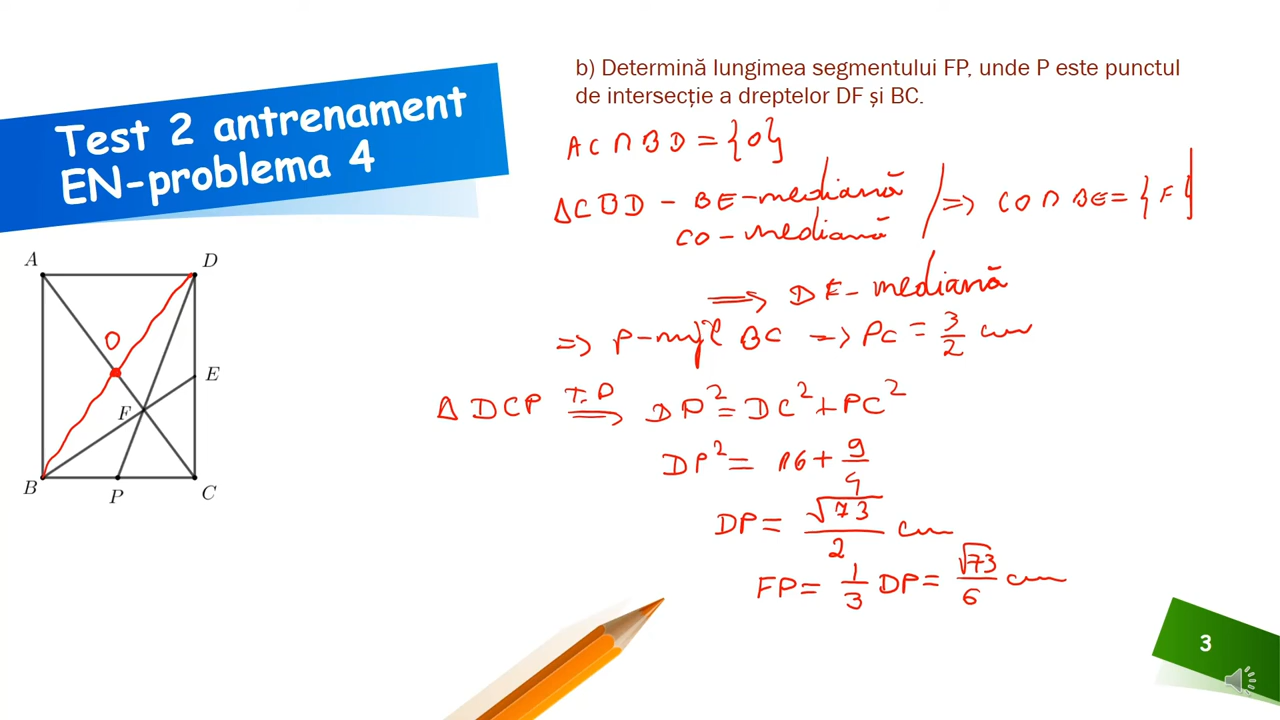 Test 2 antrenament
EN-problema 4
b) Determină lungimea segmentului FP, unde P este punctul
de intersecție a dreptelor DF și BC.
AC ∩ BD = {O}
ΔCBD - BE-mediană
CO - mediană
=> CO ∩ BE = {F}
=> DF - mediană
=> P-mijl BC => PC = 3/2 cm
Δ DCP T.P => DP² = DC² + PC²
DP² = 16 + 9/4
DP = √73/2 cm
FP = 1/3 DP = √73/6 cm
A
D
O
E
F
B
P
C
3